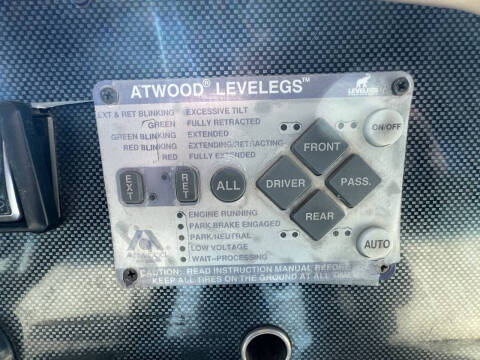 ATWOOD® LEVELEGS™
LEVELEGS
EXT & RET BLINKING EXCESSIVE TILT
GREEN FULLY RETRACTED
GREEN BLINKING EXTENDED
RED BLINKING EXTENDING/RETRACTING
RED FULLY EXTENDED
ON/OFF
FRONT
EXT
RET
ALL
DRIVER
PASS.
REAR
ENGINE RUNNING
PARK BRAKE ENGAGED
PARK/NEUTRAL
LOW VOLTAGE
WAIT-PROCESSING
AUTO
CAUTION: READ INSTRUCTION MANUAL BEFORE
KEEP ALL TIRES ON THE GROUND AT ALL